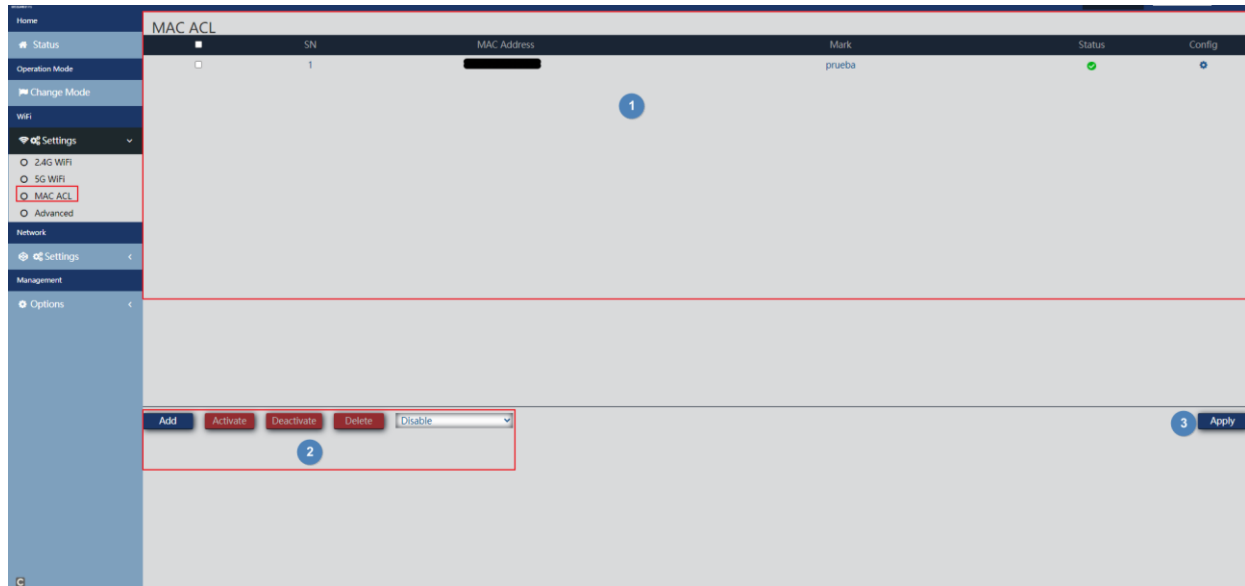 Home
MAC ACL
Status
SN MAC Address Mark Status Config
Operation Mode
1 prueba
Change Mode
1
WiFi
Settings
2.4G WiFi
5G WiFi
MAC ACL
Advanced
Network
Settings
Management
Options
Add Activate Deactivate Delete Disable
3 Apply
2